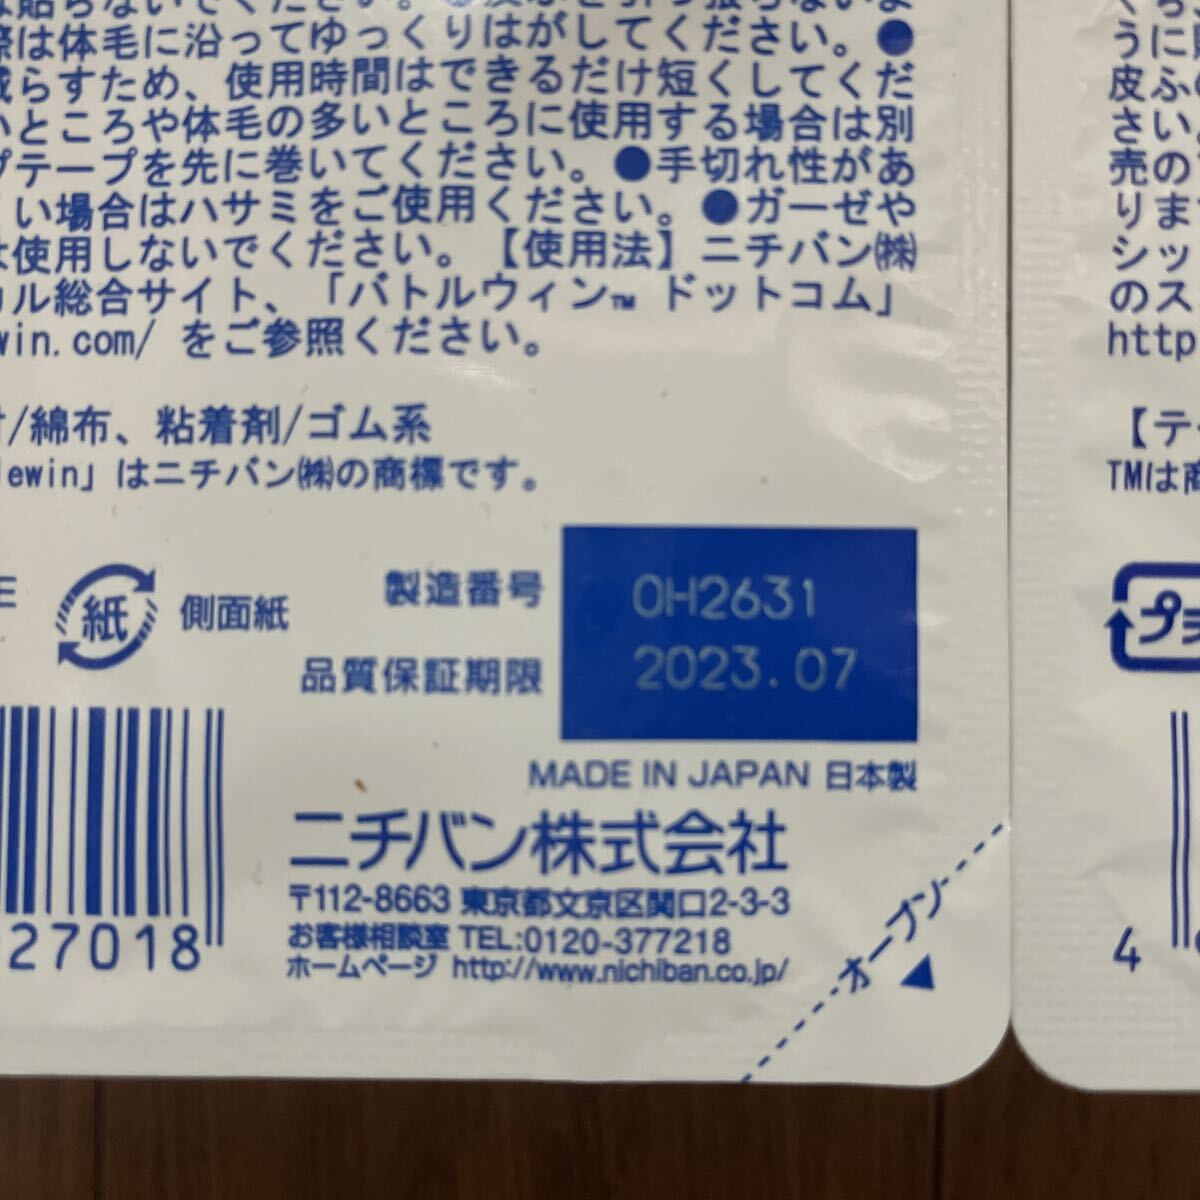 際は体毛に沿ってゆっくりはがしてください。●
減らすため、使用時間はできるだけ短くしてくだ
いところや体毛の多いところに使用する場合は別
プテープを先に巻いてください。●手切れ性があ
くい場合はハサミをご使用ください。●ガーゼや
は使用しないでください。【使用法】ニチバン㈱
カル総合サイト、「バトルウィン™ ドットコム」
win.com/ をご参照ください。
/綿布、粘着剤/ゴム系
lewin」はニチバン㈱の商標です。
E
紙
側面紙
製造番号
0H2631
品質保証期限
2023.07
MADE IN JAPAN 日本製
ニチバン株式会社
〒112-8663 東京都文京区関口2-3-3
お客様相談室 TEL:0120-377218
ホームページ http://www.nichiban.co.jp/
27018
オープン
うに
皮ふ
さい
売の
りま
シッ
のス
http
【テ
TMは商
プラ
4